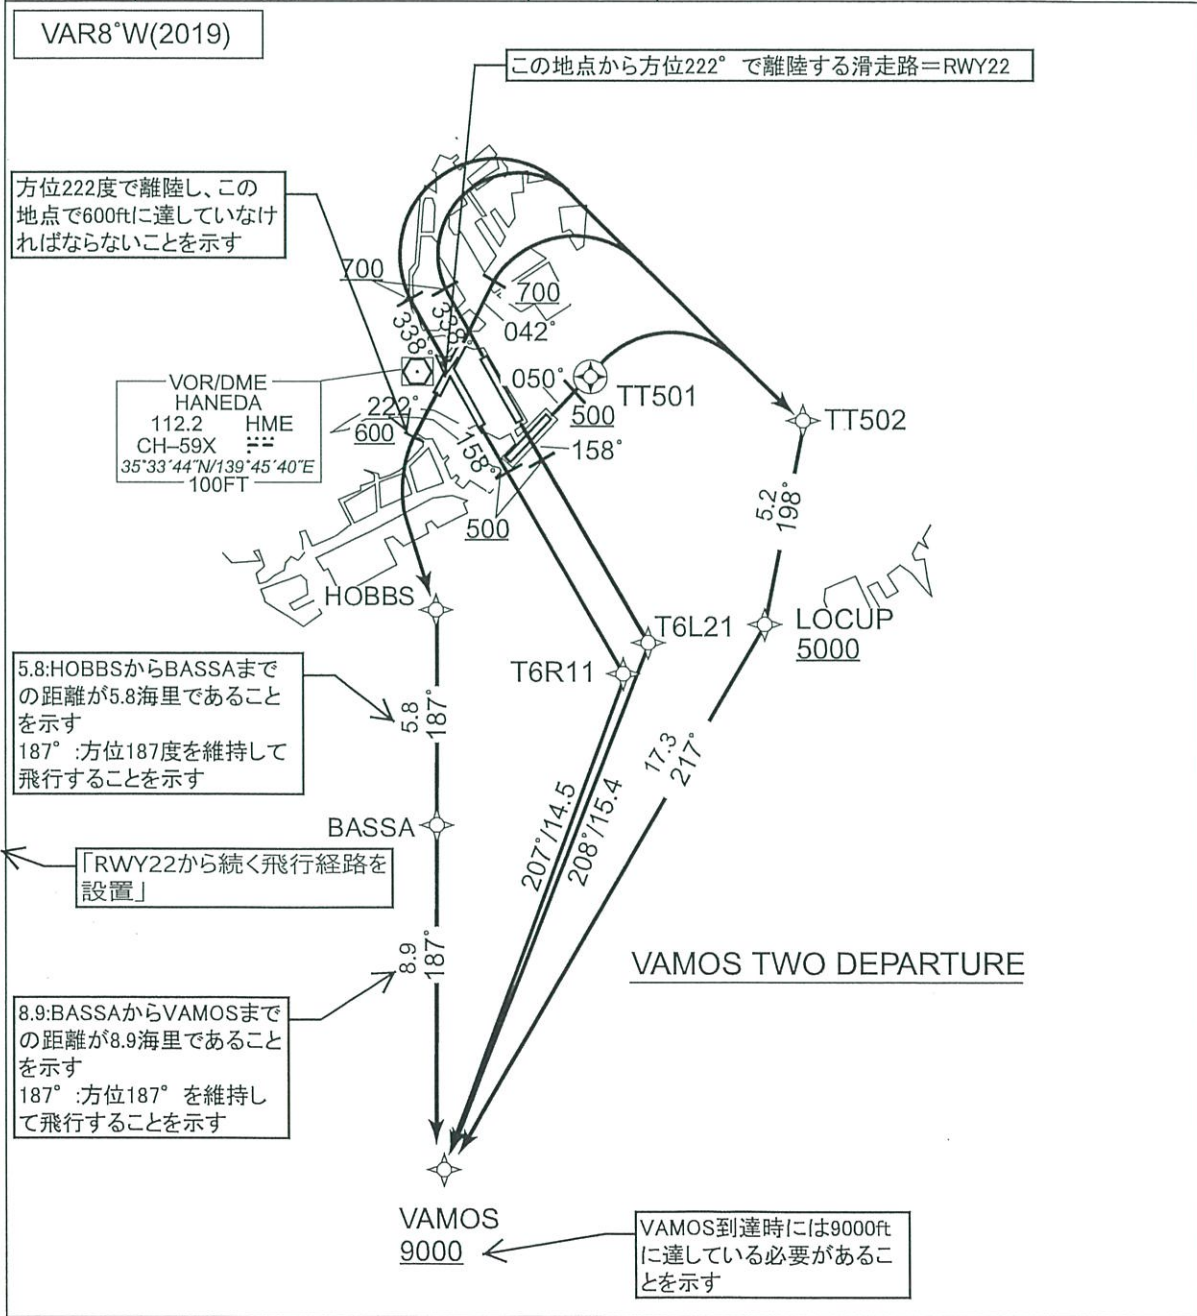 VAR8°W(2019)
この地点から方位222° で離陸する滑走路＝RWY22
方位222度で離陸し、この
地点で600ftに達していなけ
ればならないことを示す
700
700
338°
338°
042°
VOR/DME
HANEDA
112.2 HME
CH–59X
35°33´44˝N/139°45´40˝E
100FT
050°
500
TT501
TT502
222°
600
158°
158°
500
5.2
198°
HOBBS
T6L21
T6R11
LOCUP
5000
5.8:HOBBSからBASSAまで
の距離が5.8海里であること
を示す
187° :方位187度を維持して
飛行することを示す
5.8
187°
17.3
217°
207°/14.5
208°/15.4
BASSA
「RWY22から続く飛行経路を
設置」
8.9
187°
VAMOS TWO DEPARTURE
8.9:BASSAからVAMOSまで
の距離が8.9海里であること
を示す
187° :方位187° を維持し
て飛行することを示す
VAMOS
9000
VAMOS到達時には9000ft
に達している必要があるこ
とを示す